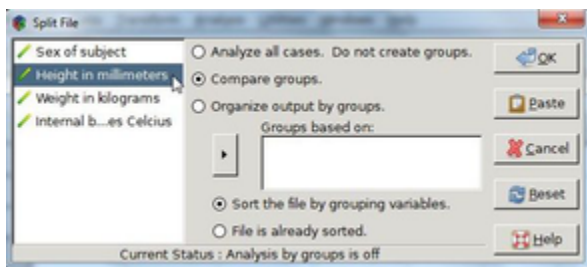 Split File
Sex of subject
Height in millimeters
Weight in kilograms
Internal b...es Celcius
Analyze all cases. Do not create groups.
Compare groups.
Organize output by groups.
Groups based on:
Sort the file by grouping variables.
File is already sorted.
OK
Paste
Cancel
Reset
Help
Current Status : Analysis by groups is off